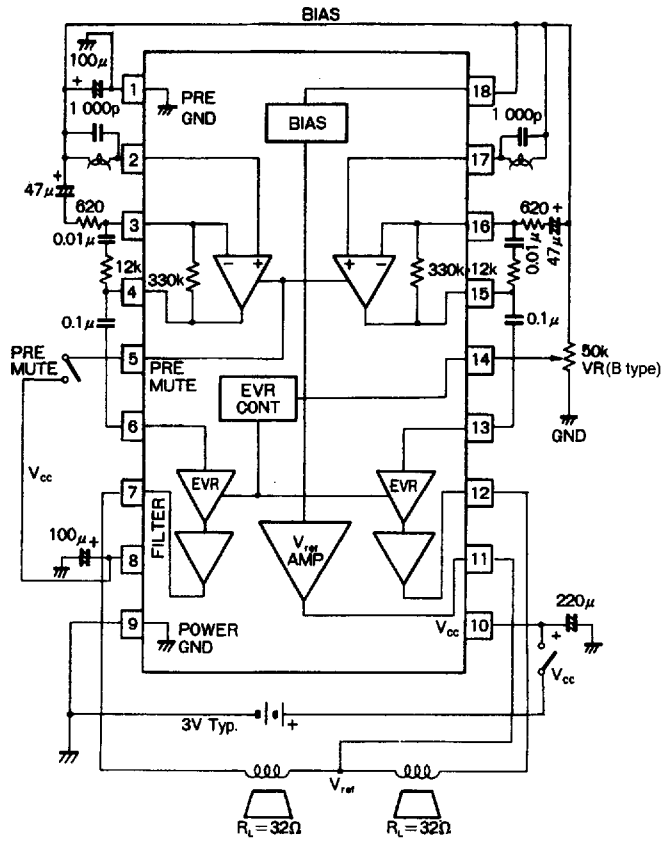 BIAS
100μ
+
1
PRE
GND
18
BIAS
1 000p
1 000p
2
17
+
47μ
620
3
16
620
+
0.01μ
0.01μ
47μ
12k
330k
- +
+ -
330k
12k
4
15
0.1μ
0.1μ
PRE
MUTE
5
PRE
MUTE
14
50k
VR(B type)
EVR
CONT
GND
6
13
Vcc
EVR
EVR
7
12
FILTER
Vref
AMP
100μ
+
8
11
220μ
9
POWER
GND
Vcc
10
+
Vcc
3V Typ.
+
Vref
RL=32Ω
RL=32Ω